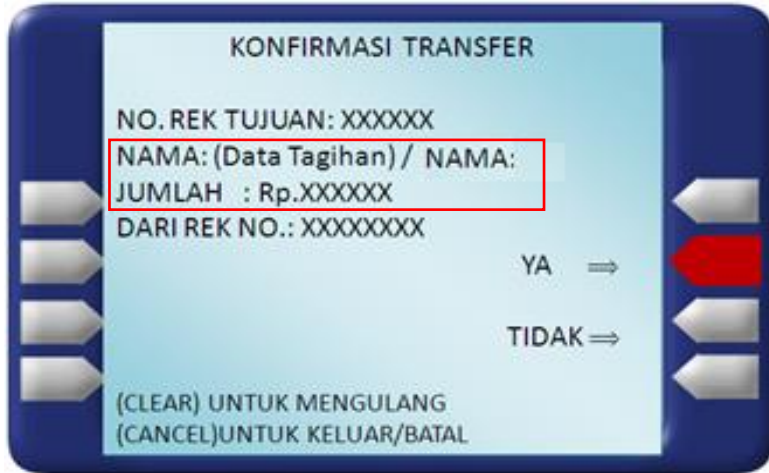 KONFIRMASI TRANSFER
NO. REK TUJUAN: XXXXXX
NAMA: (Data Tagihan) / NAMA:
JUMLAH : Rp.XXXXXX
DARI REK NO.: XXXXXXXX
YA ⇒
TIDAK ⇒
(CLEAR) UNTUK MENGULANG
(CANCEL)UNTUK KELUAR/BATAL